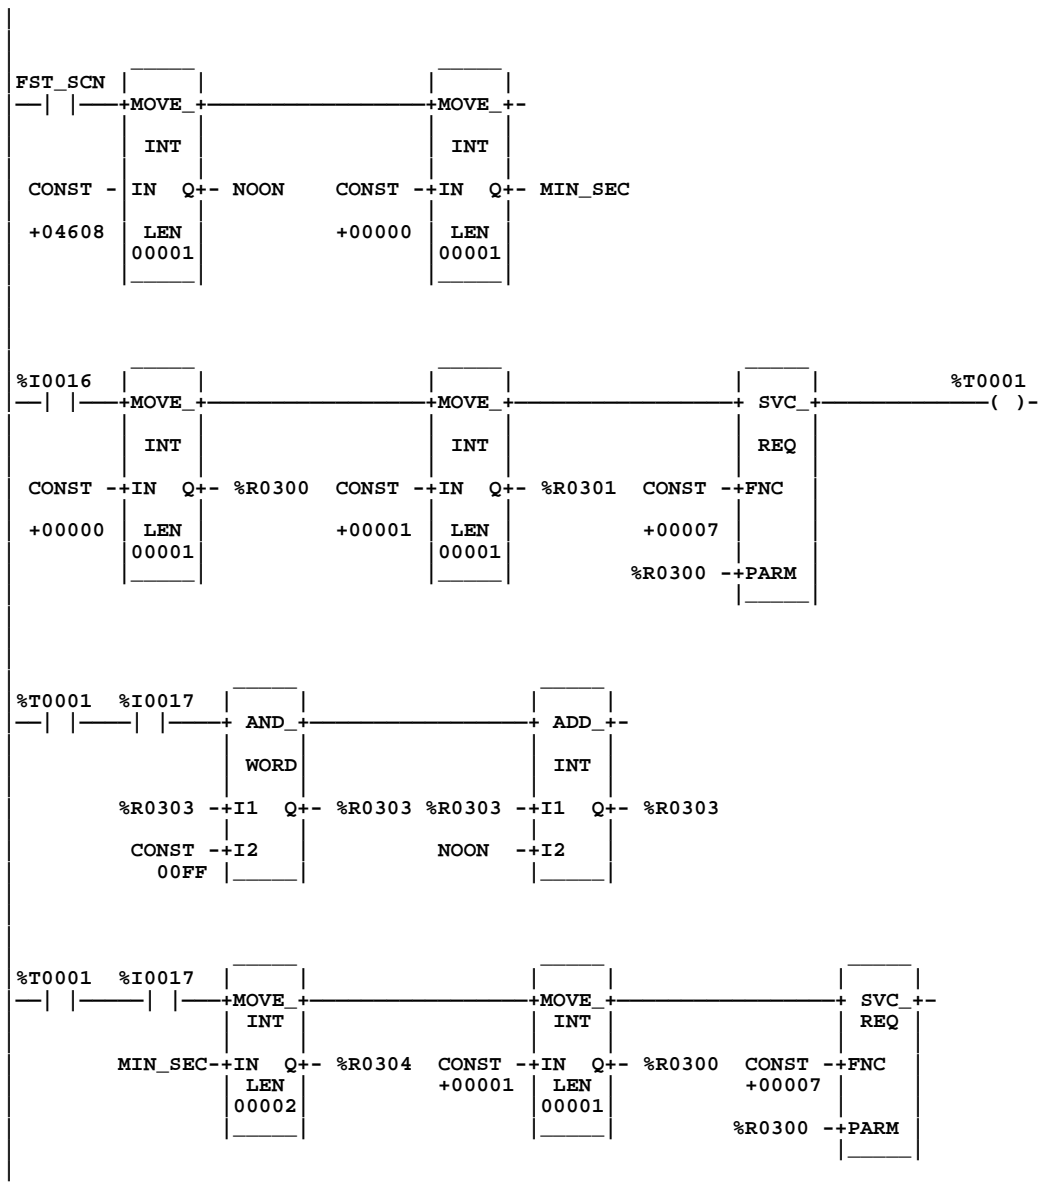 FST_SCN
MOVE_ MOVE_
INT INT
CONST IN Q NOON CONST IN Q MIN_SEC
+04608 LEN +00000 LEN
00001 00001
%I0016 %T0001
MOVE_ MOVE_ SVC_ ( )
INT INT REQ
CONST IN Q %R0300 CONST IN Q %R0301 CONST FNC
+00000 LEN +00001 LEN +00007
00001 00001
%R0300 PARM
%T0001 %I0017
AND_ ADD_
WORD INT
%R0303 I1 Q %R0303 %R0303 I1 Q %R0303
CONST I2 NOON I2
00FF
%T0001 %I0017
MOVE_ MOVE_ SVC_
INT INT REQ
MIN_SEC IN Q %R0304 CONST IN Q %R0300 CONST FNC
LEN +00001 LEN +00007
00002 00001
%R0300 PARM